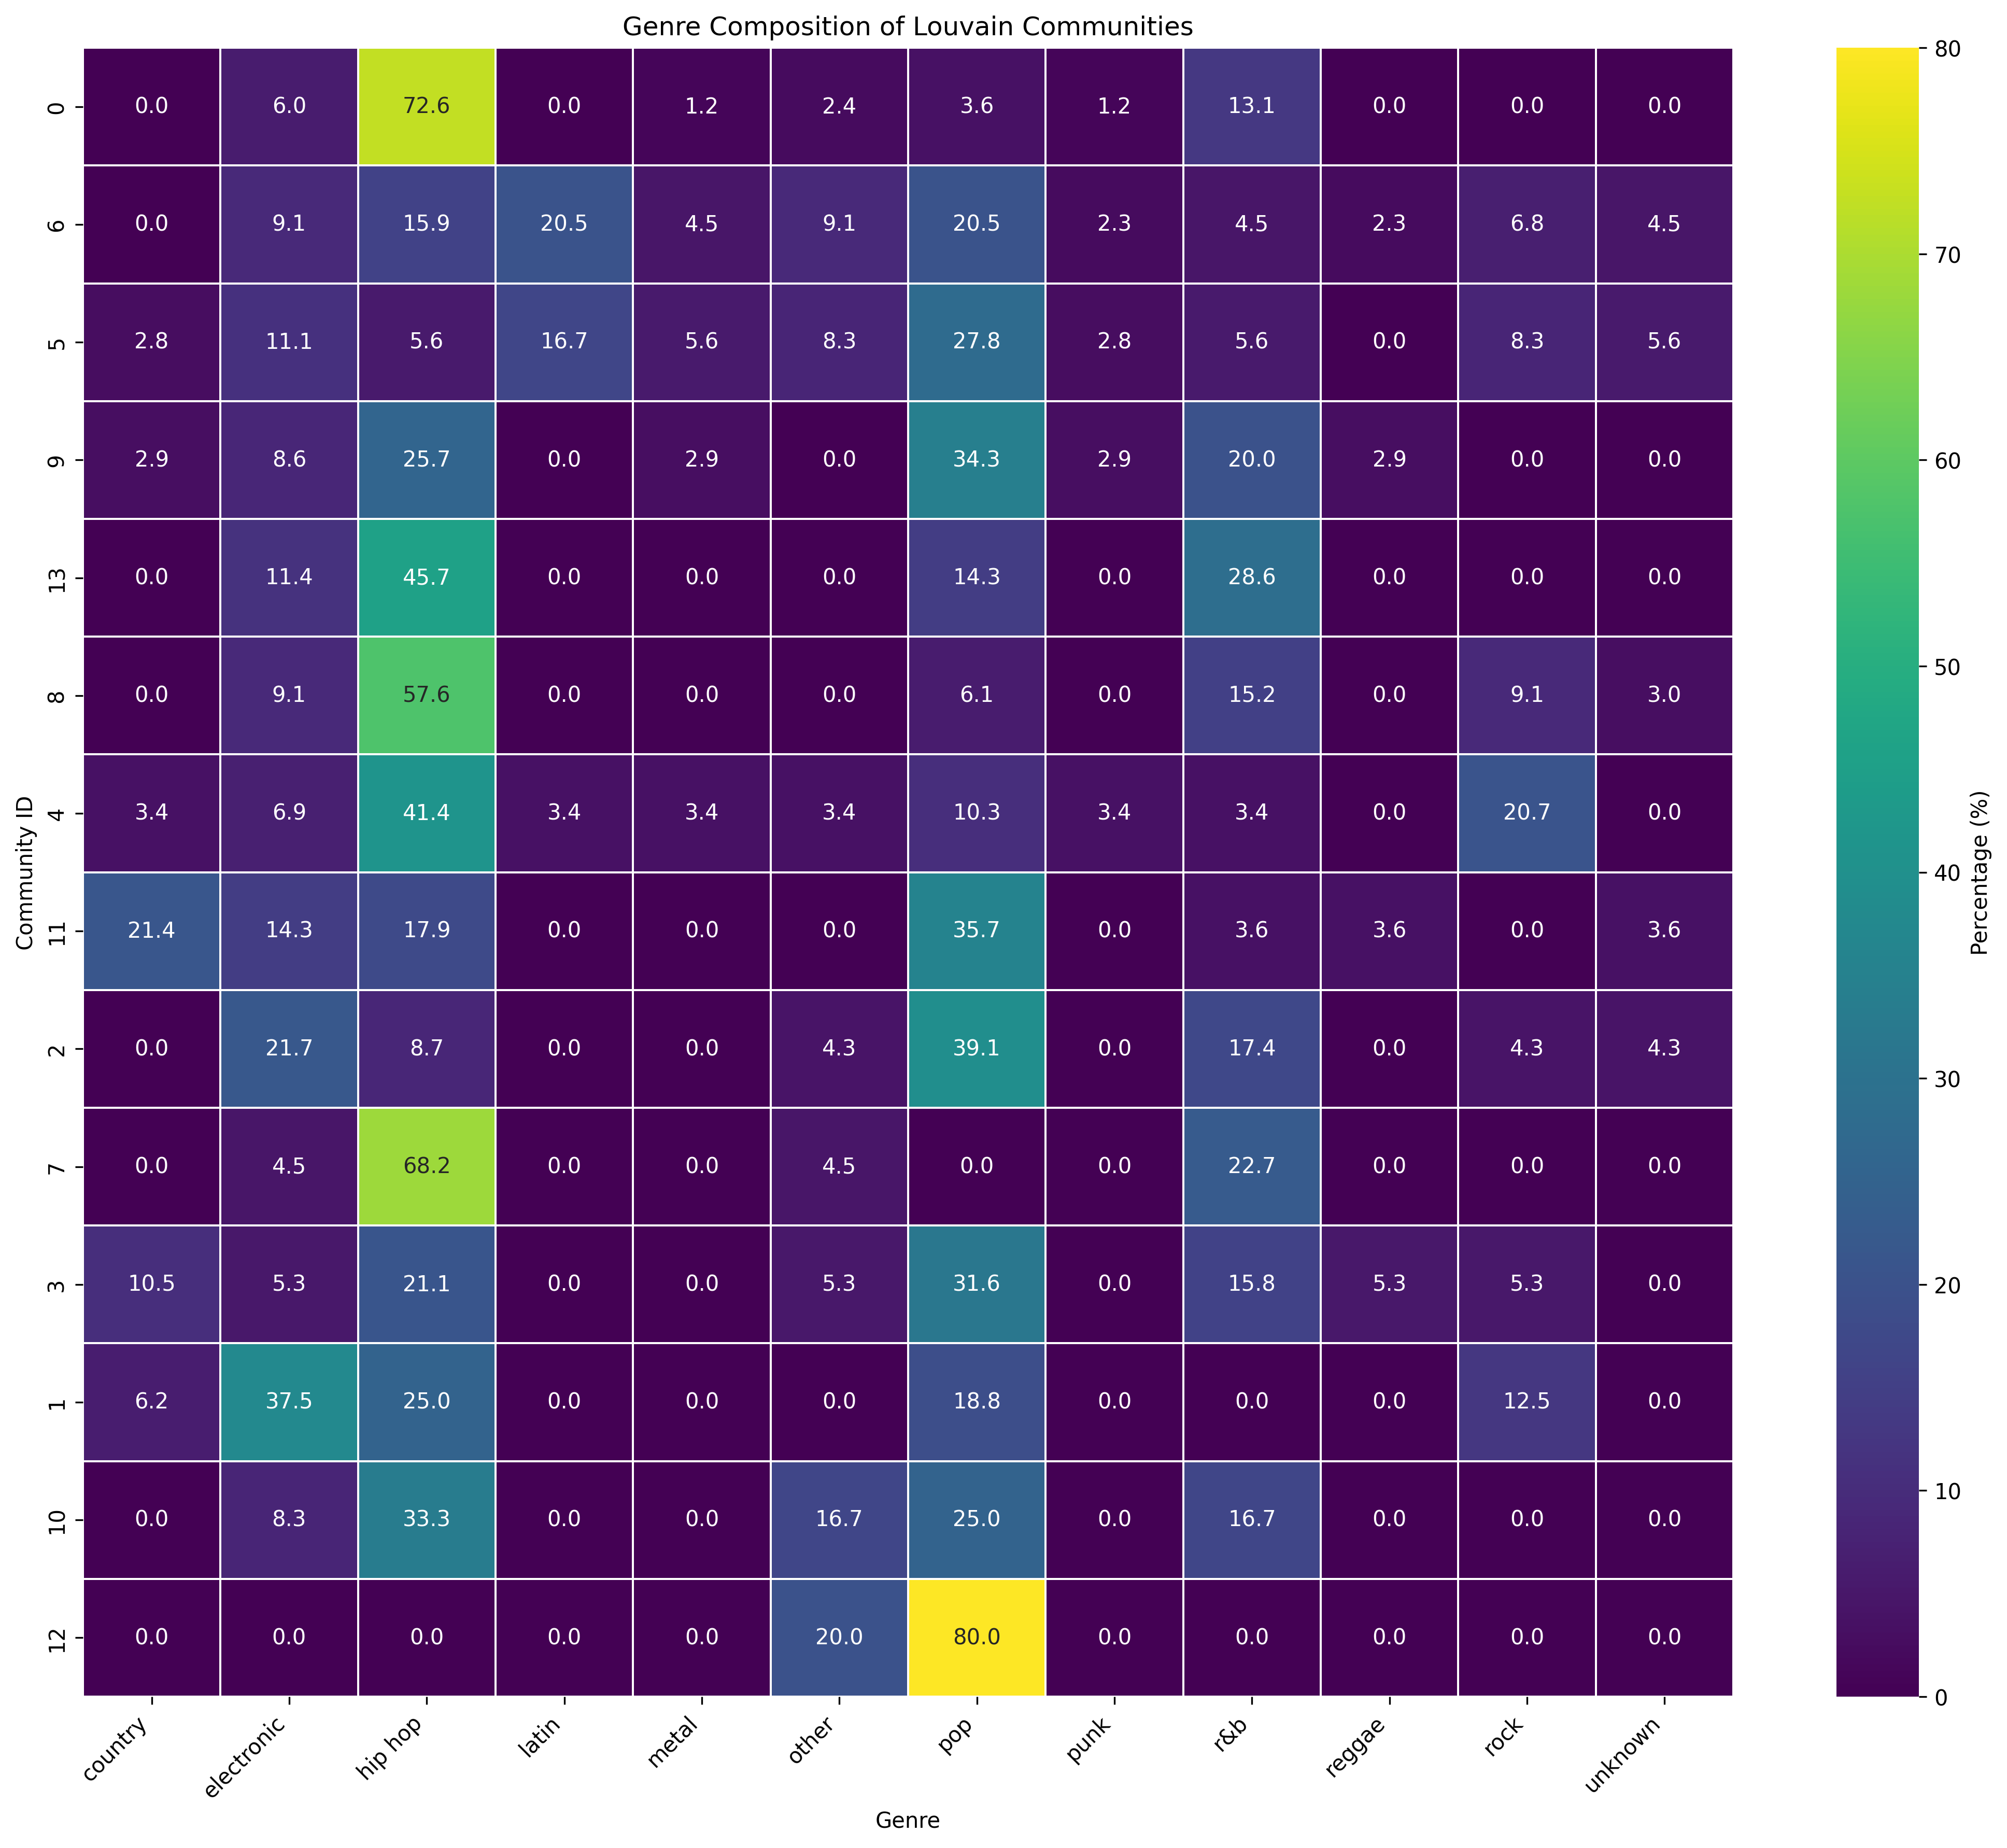 Genre Composition of Louvain Communities
Community ID
0 0.0 6.0 72.6 0.0 1.2 2.4 3.6 1.2 13.1 0.0 0.0 0.0
6 0.0 9.1 15.9 20.5 4.5 9.1 20.5 2.3 4.5 2.3 6.8 4.5
5 2.8 11.1 5.6 16.7 5.6 8.3 27.8 2.8 5.6 0.0 8.3 5.6
9 2.9 8.6 25.7 0.0 2.9 0.0 34.3 2.9 20.0 2.9 0.0 0.0
13 0.0 11.4 45.7 0.0 0.0 0.0 14.3 0.0 28.6 0.0 0.0 0.0
8 0.0 9.1 57.6 0.0 0.0 0.0 6.1 0.0 15.2 0.0 9.1 3.0
4 3.4 6.9 41.4 3.4 3.4 3.4 10.3 3.4 3.4 0.0 20.7 0.0
11 21.4 14.3 17.9 0.0 0.0 0.0 35.7 0.0 3.6 3.6 0.0 3.6
2 0.0 21.7 8.7 0.0 0.0 4.3 39.1 0.0 17.4 0.0 4.3 4.3
7 0.0 4.5 68.2 0.0 0.0 4.5 0.0 0.0 22.7 0.0 0.0 0.0
3 10.5 5.3 21.1 0.0 0.0 5.3 31.6 0.0 15.8 5.3 5.3 0.0
1 6.2 37.5 25.0 0.0 0.0 0.0 18.8 0.0 0.0 0.0 12.5 0.0
10 0.0 8.3 33.3 0.0 0.0 16.7 25.0 0.0 16.7 0.0 0.0 0.0
12 0.0 0.0 0.0 0.0 0.0 20.0 80.0 0.0 0.0 0.0 0.0 0.0
country electronic hip hop latin metal other pop punk r&b reggae rock unknown
Genre
80
70
60
50
40
30
20
10
0
Percentage (%)